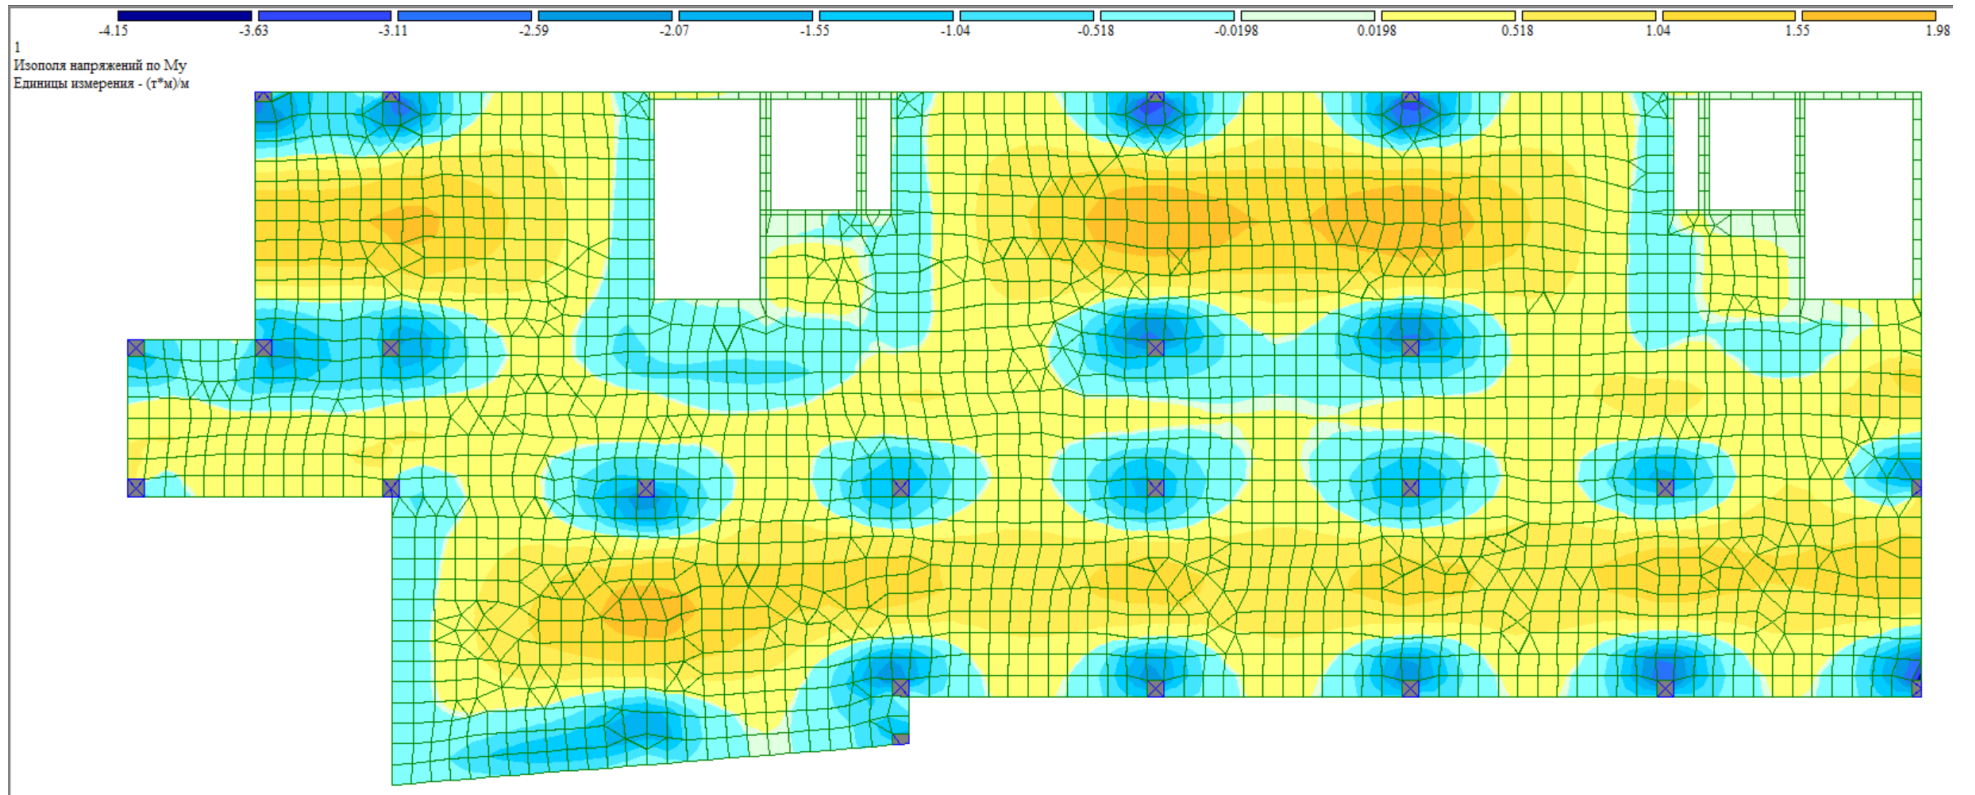 -4.15 -3.63 -3.11 -2.59 -2.07 -1.55 -1.04 -0.518 -0.0198 0.0198 0.518 1.04 1.55 1.98
1
Изополя напряжений по My
Единицы измерения - (т*м)/м